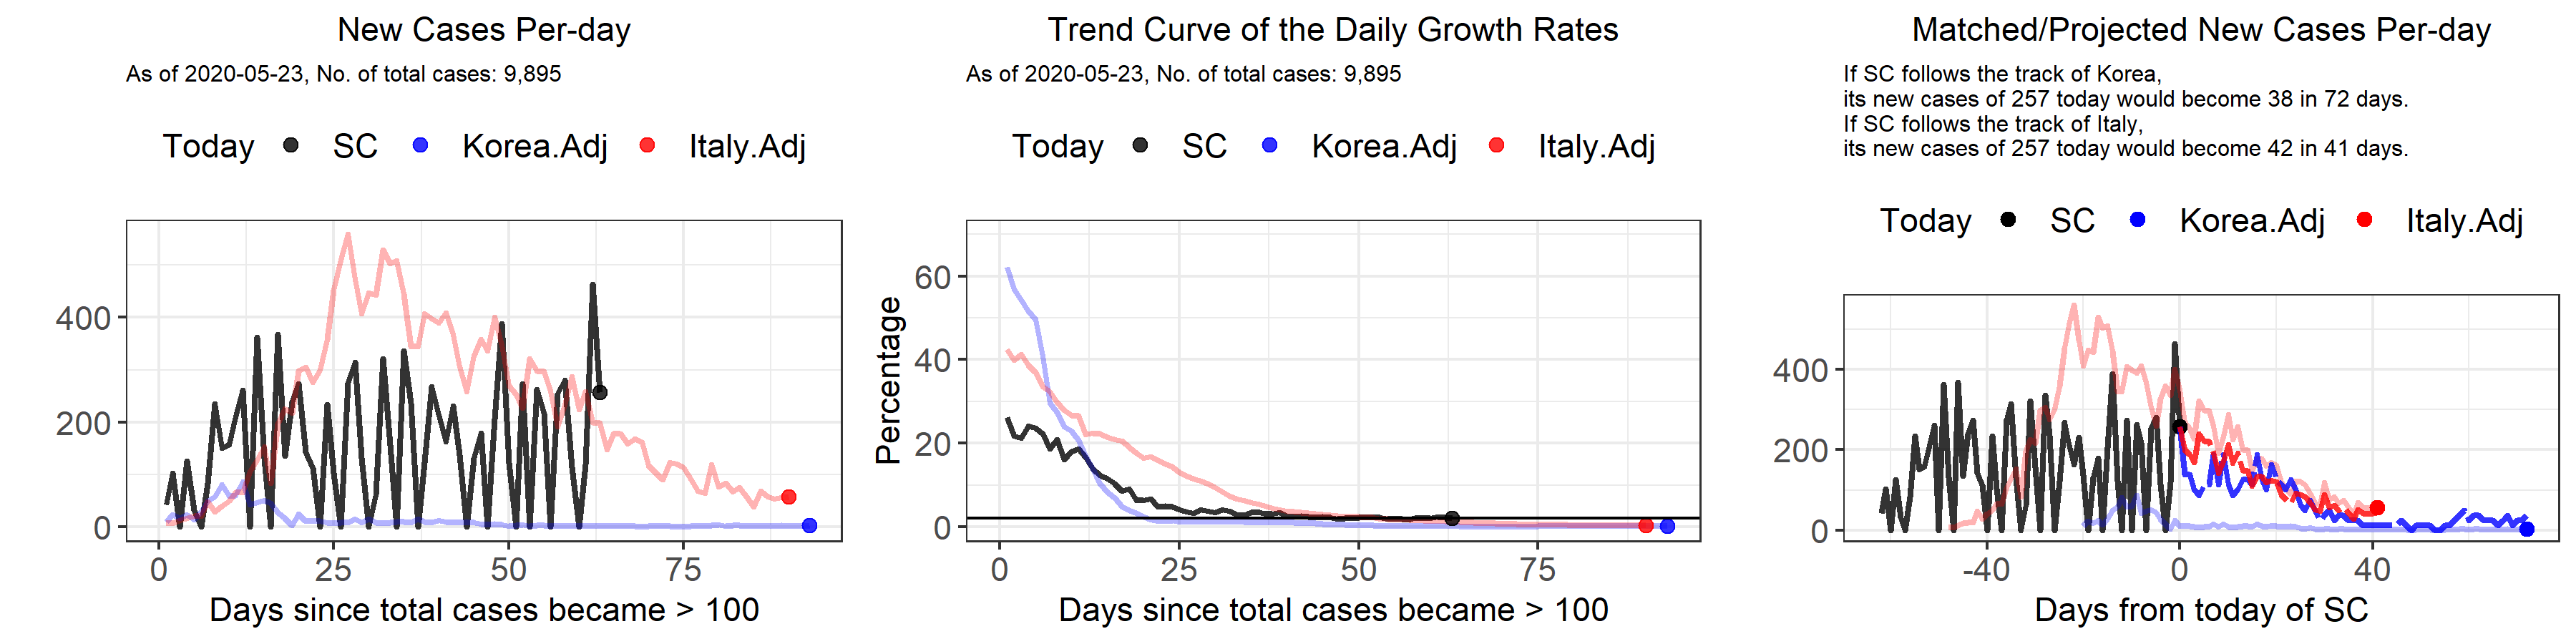 New Cases Per-day
As of 2020-05-23, No. of total cases: 9,895
Today SC Korea.Adj Italy.Adj
400
200
0
0 25 50 75
Days since total cases became > 100
Trend Curve of the Daily Growth Rates
As of 2020-05-23, No. of total cases: 9,895
Today SC Korea.Adj Italy.Adj
Percentage
60
40
20
0
0 25 50 75
Days since total cases became > 100
Matched/Projected New Cases Per-day
If SC follows the track of Korea,
its new cases of 257 today would become 38 in 72 days.
If SC follows the track of Italy,
its new cases of 257 today would become 42 in 41 days.
Today SC Korea.Adj Italy.Adj
400
200
0
-40 0 40
Days from today of SC